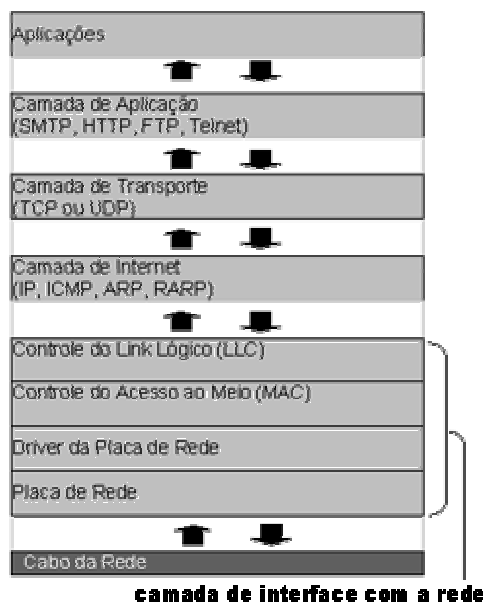 Aplicações
Camada de Aplicação
(SMTP, HTTP, FTP, Telnet)
Camada de Transporte
(TCP ou UDP)
Camada de Internet
(IP, ICMP, ARP, RARP)
Controle do Link Lógico (LLC)
Controle do Acesso ao Meio (MAC)
Driver da Placa de Rede
Placa de Rede
Cabo da Rede
camada de interface com a rede